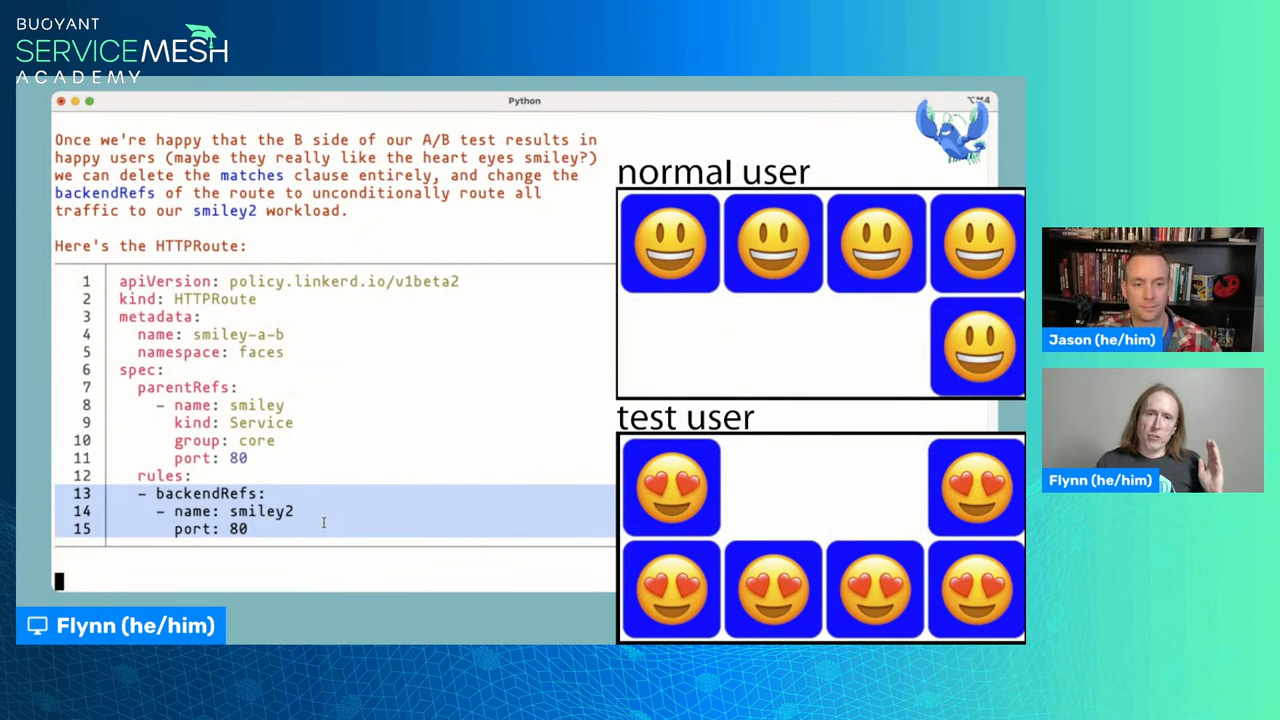 BUOYANT
SERVICEMESH
ACADEMY
Python
⌥⌘4
Once we're happy that the B side of our A/B test results in
happy users (maybe they really like the heart eyes smiley?)
we can delete the matches clause entirely, and change the
backendRefs of the route to unconditionally route all
traffic to our smiley2 workload.
Here's the HTTPRoute:
1 apiVersion: policy.linkerd.io/v1beta2
2 kind: HTTPRoute
3 metadata:
4 name: smiley-a-b
5 namespace: faces
6 spec:
7 parentRefs:
8 - name: smiley
9 kind: Service
10 group: core
11 port: 80
12 rules:
13 - backendRefs:
14 - name: smiley2
15 port: 80
normal user
test user
Jason (he/him)
Flynn (he/him)
Flynn (he/him)